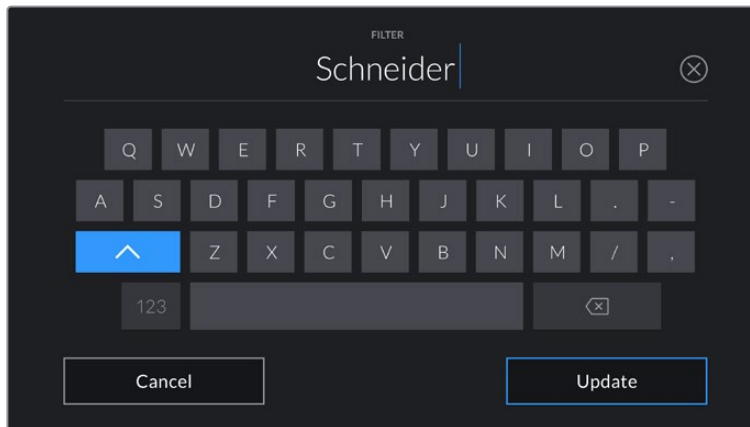 FILTER
Schneider
Q W E R T Y U I O P
A S D F G H J K L . -
Z X C V B N M / ,
123
Cancel Update